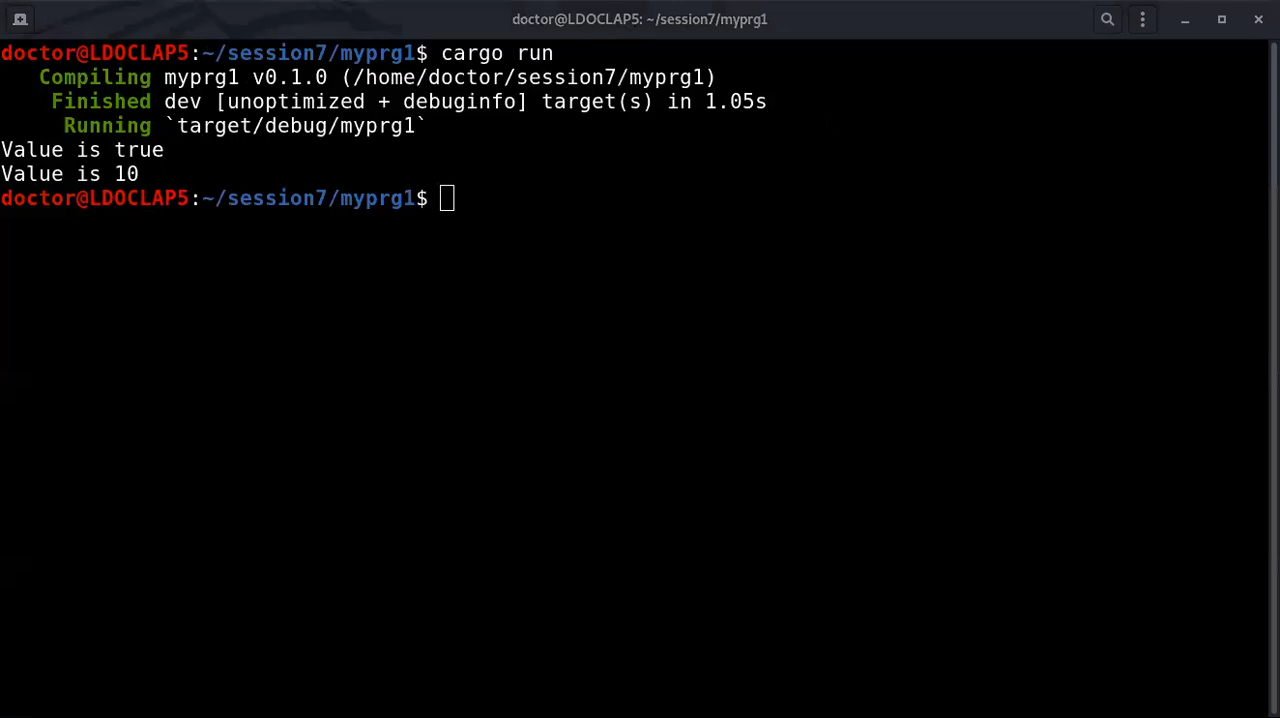 doctor@LDOCLAP5: ~/session7/myprg1
doctor@LDOCLAP5:~/session7/myprg1$ cargo run
   Compiling myprg1 v0.1.0 (/home/doctor/session7/myprg1)
    Finished dev [unoptimized + debuginfo] target(s) in 1.05s
     Running `target/debug/myprg1`
Value is true
Value is 10
doctor@LDOCLAP5:~/session7/myprg1$